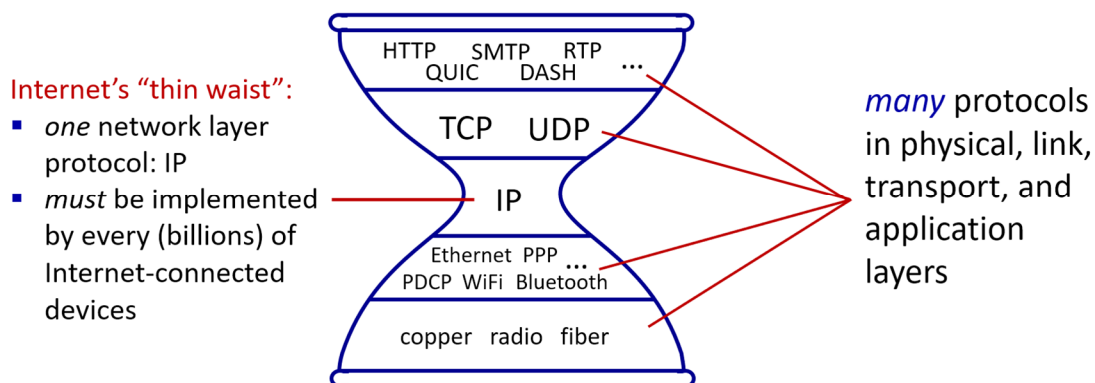 Internet's "thin waist":
▪ one network layer
protocol: IP
▪ must be implemented
by every (billions) of
Internet-connected
devices
HTTP SMTP RTP
QUIC DASH ...
TCP UDP
IP
Ethernet PPP ...
PDCP WiFi Bluetooth
copper radio fiber
many protocols
in physical, link,
transport, and
application
layers